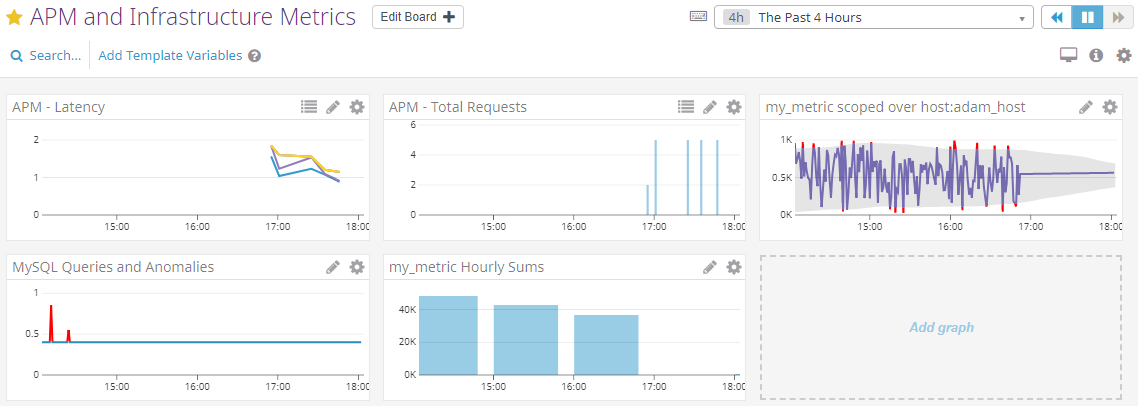 APM and Infrastructure Metrics
Edit Board
4h The Past 4 Hours
Search...
Add Template Variables
APM - Latency
2
1
0
15:00 16:00 17:00 18:00
APM - Total Requests
6
4
2
0
15:00 16:00 17:00 18:00
my_metric scoped over host:adam_host
1K
0.5K
0K
15:00 16:00 17:00 18:00
MySQL Queries and Anomalies
1
0.5
0
15:00 16:00 17:00 18:00
my_metric Hourly Sums
40K
20K
0K
15:00 16:00 17:00 18:00
Add graph